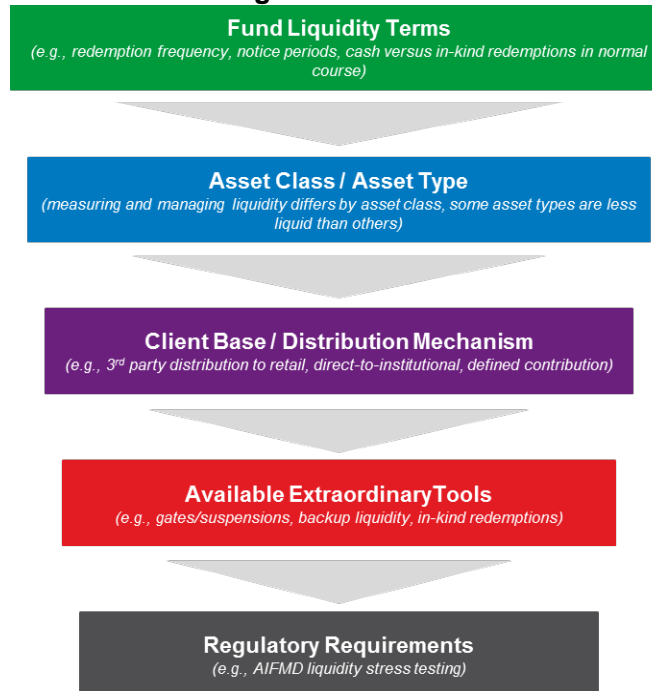 Fund Liquidity Terms
(e.g., redemption frequency, notice periods, cash versus in-kind redemptions in normal
course)
Asset Class / Asset Type
(measuring and managing liquidity differs by asset class, some asset types are less
liquid than others)
Client Base / Distribution Mechanism
(e.g., 3rd party distribution to retail, direct-to-institutional, defined contribution)
Available Extraordinary Tools
(e.g., gates/suspensions, backup liquidity, in-kind redemptions)
Regulatory Requirements
(e.g., AIFMD liquidity stress testing)